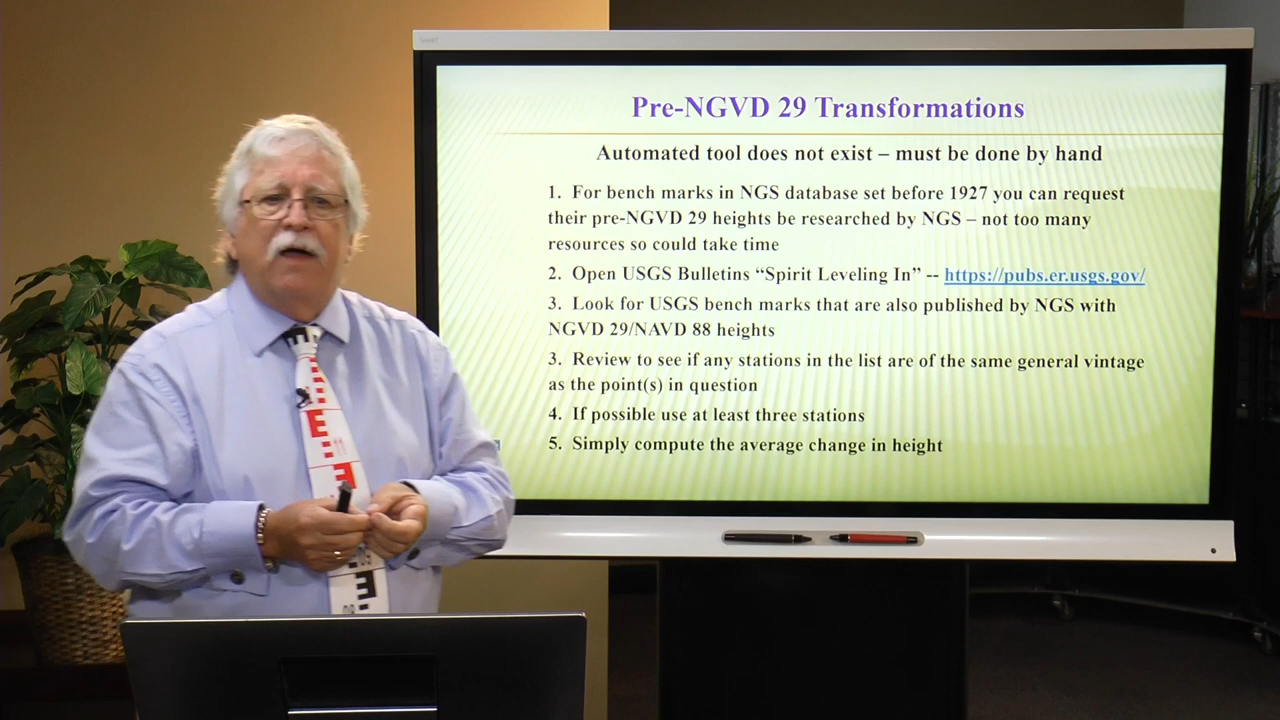 SMART
Pre-NGVD 29 Transformations
Automated tool does not exist – must be done by hand
1. For bench marks in NGS database set before 1927 you can request
their pre-NGVD 29 heights be researched by NGS – not too many
resources so could take time
2. Open USGS Bulletins “Spirit Leveling In” -- https://pubs.er.usgs.gov/
3. Look for USGS bench marks that are also published by NGS with
NGVD 29/NAVD 88 heights
3. Review to see if any stations in the list are of the same general vintage
as the point(s) in question
4. If possible use at least three stations
5. Simply compute the average change in height
E
11